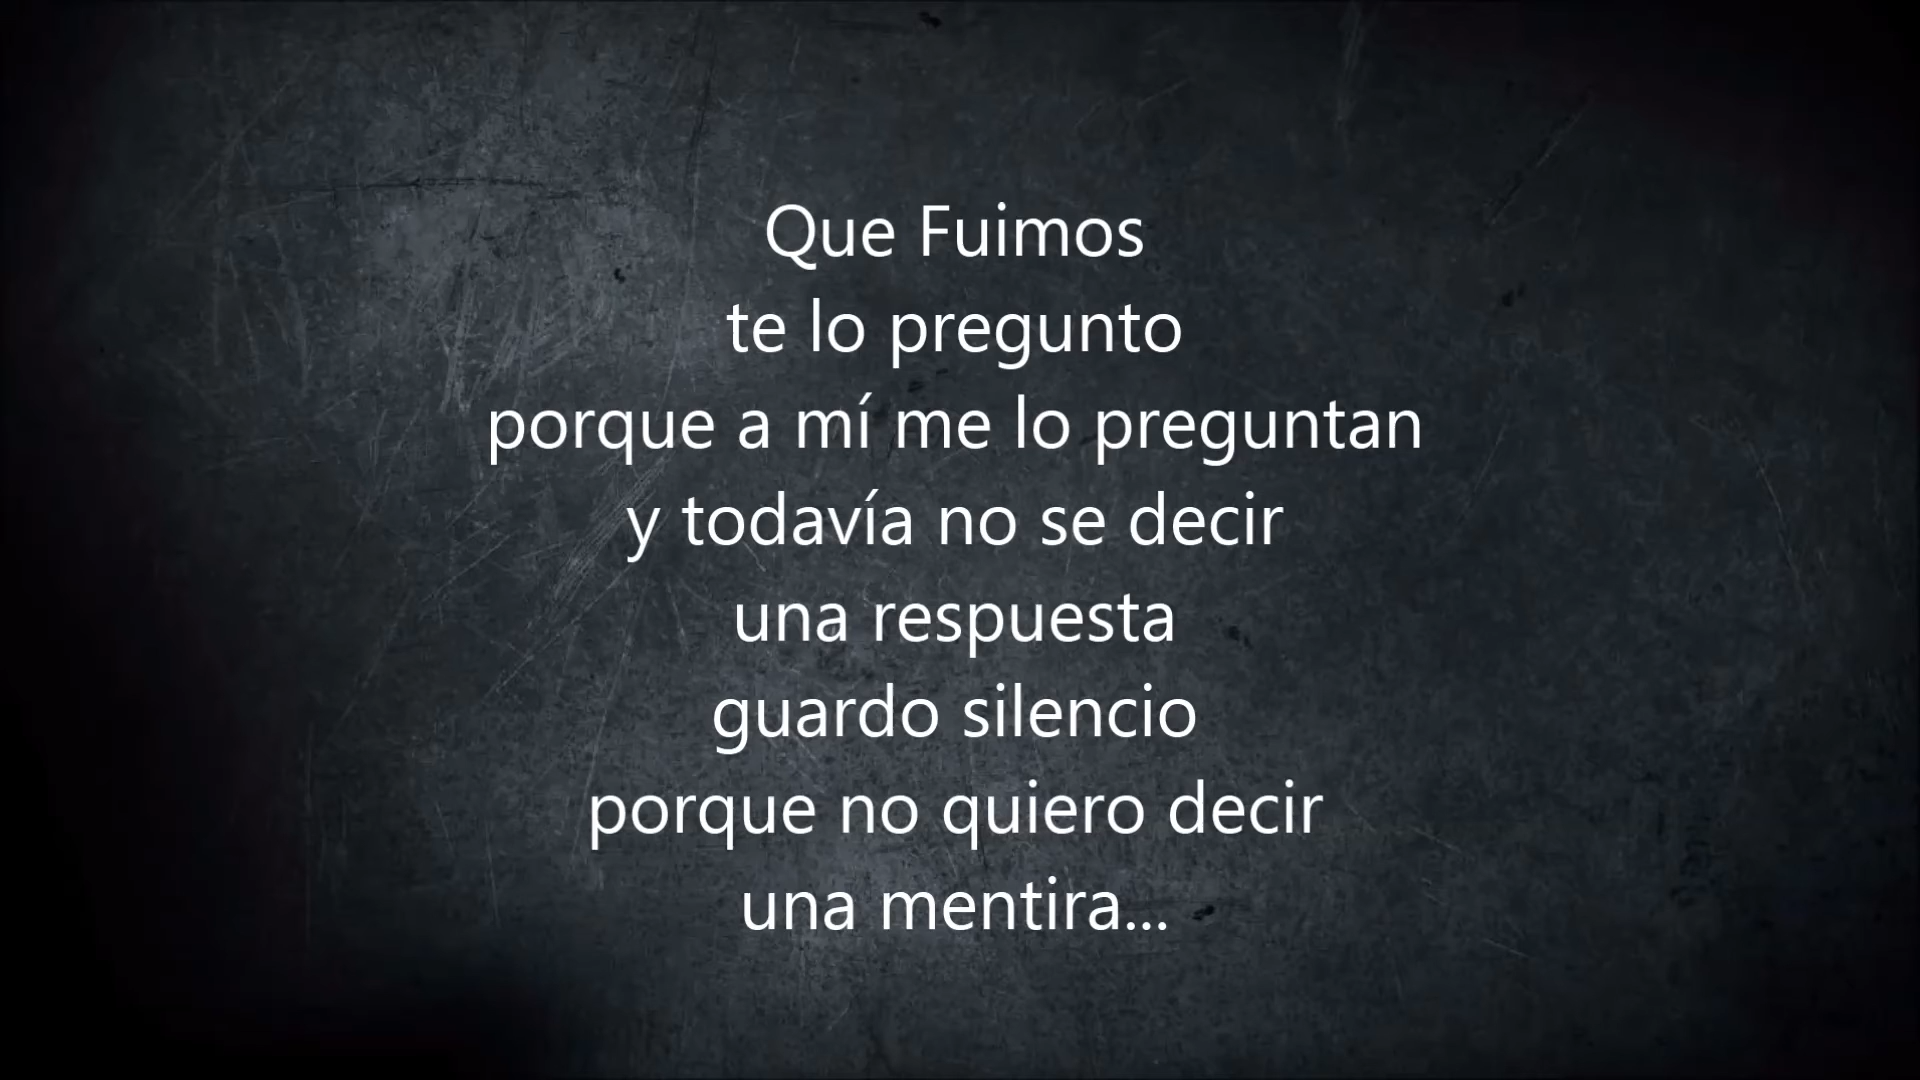 Que Fuimos
te lo pregunto
porque a mí me lo preguntan
y todavía no se decir
una respuesta
guardo silencio
porque no quiero decir
una mentira...